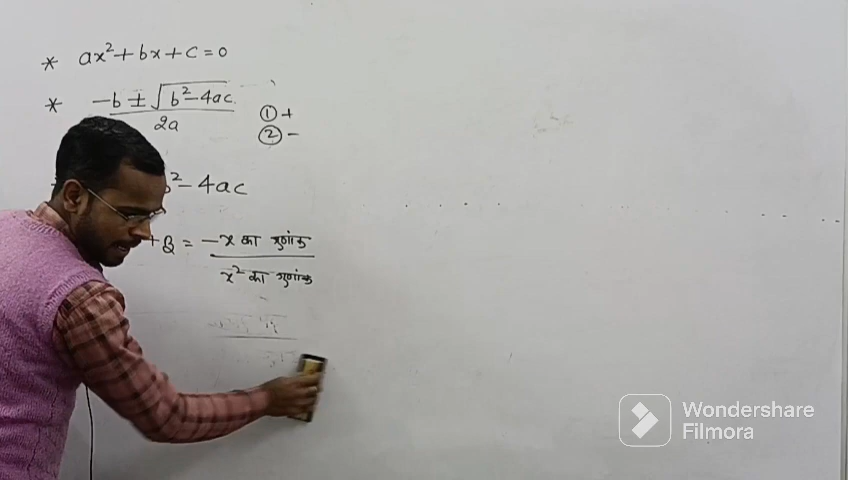 * ax² + bx + c = 0
* -b ± √b² - 4ac
2a
① +
② -
² - 4ac
+ β = -x का गुणांक
x² का गुणांक
Wondershare
Filmora